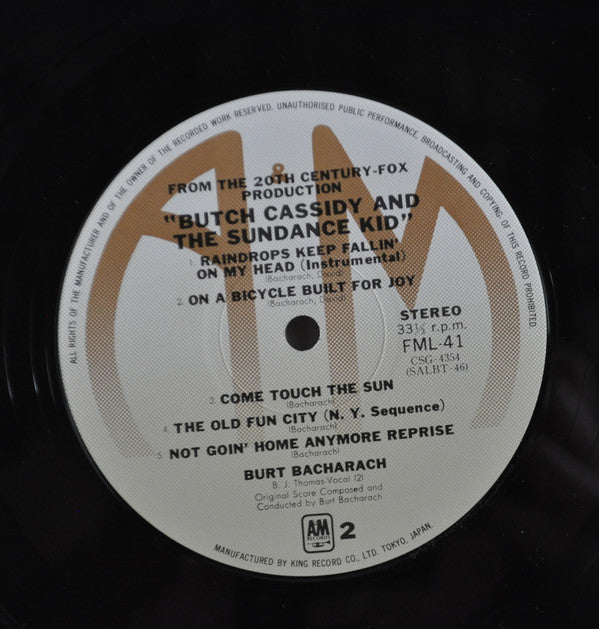 ALL RIGHTS OF THE MANUFACTURER AND OF THE OWNER OF THE RECORDED WORK RESERVED. UNAUTHORISED PUBLIC PERFORMANCE, BROADCASTING AND COPYING OF THIS RECORD PROHIBITED.
FROM THE 20TH CENTURY-FOX
PRODUCTION
"BUTCH CASSIDY AND
THE SUNDANCE KID"
1. RAINDROPS KEEP FALLIN'
ON MY HEAD (Instrumental)
(Bacharach, David)
2. ON A BICYCLE BUILT FOR JOY
(Bacharach, David)
STEREO
33⅓ r.p.m.
FML-41
CSG-4354
(SALBT-46)
3. COME TOUCH THE SUN
(Bacharach)
4. THE OLD FUN CITY (N. Y. Sequence)
(Bacharach)
5. NOT GOIN' HOME ANYMORE REPRISE
(Bacharach)
BURT BACHARACH
B. J. Thomas-Vocal (2)
Original Score Composed and
Conducted by Burt Bacharach
AM
RECORDS
2
MANUFACTURED BY KING RECORD CO., LTD. TOKYO, JAPAN.